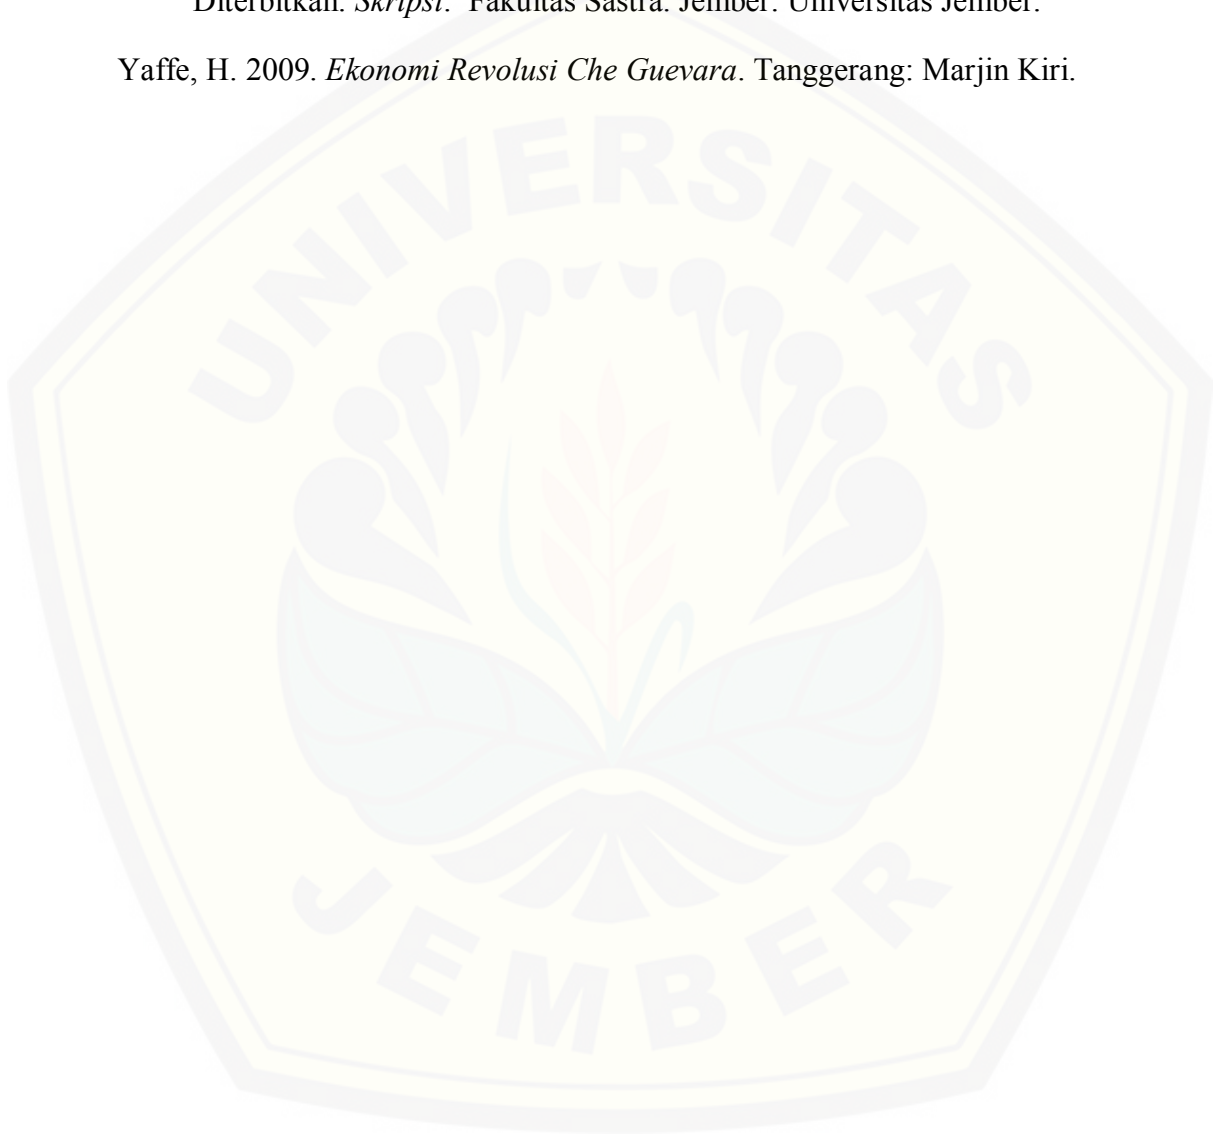 Diterbitkan. Skripsi. Fakultas Sastra. Jember: Universitas Jember.
Yaffe, H. 2009. Ekonomi Revolusi Che Guevara. Tanggerang: Marjin Kiri.
UNIVERSITAS
JEMBER